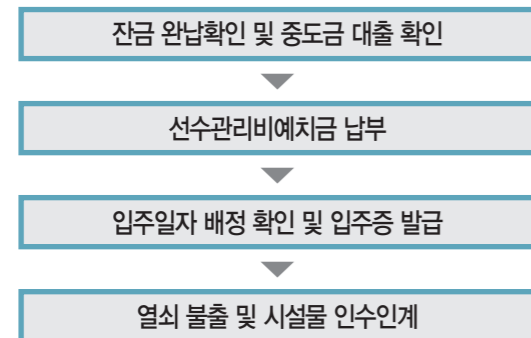 잔금 완납확인 및 중도금 대출 확인
선수관리비예치금 납부
입주일자 배정 확인 및 입주증 발급
열쇠 불출 및 시설물 인수인계